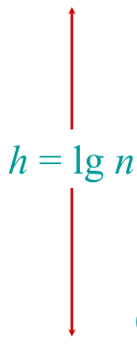 h = lg n